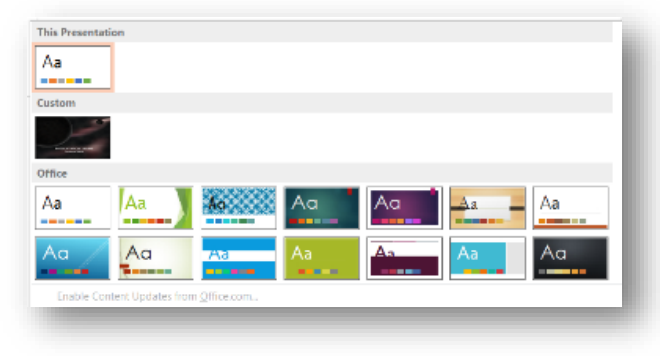 This Presentation
Aa
Custom
Office
Aa Aa Aa Aa Aa Aa Aa
Aa Aa Aa Aa Aa Aa Aa
Enable Content Updates from Office.com...